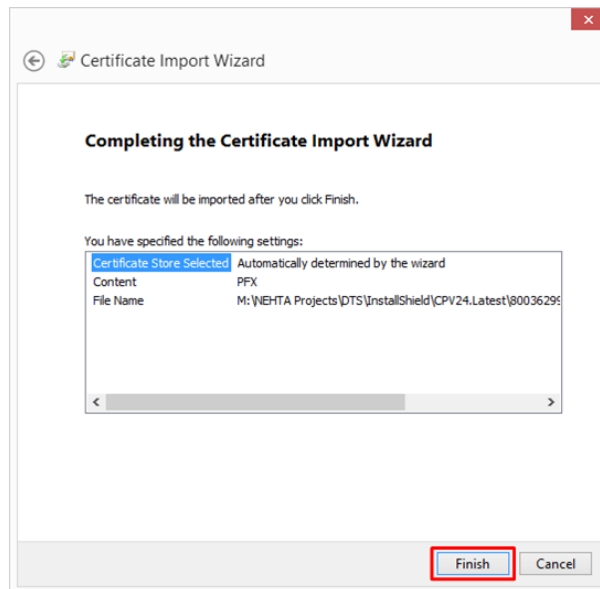 Certificate Import Wizard
Completing the Certificate Import Wizard
The certificate will be imported after you click Finish.
You have specified the following settings:
Certificate Store Selected Automatically determined by the wizard
Content PFX
File Name M:\NEHTA Projects\DTS\InstallShield\CPV24.Latest\80036299
Finish Cancel